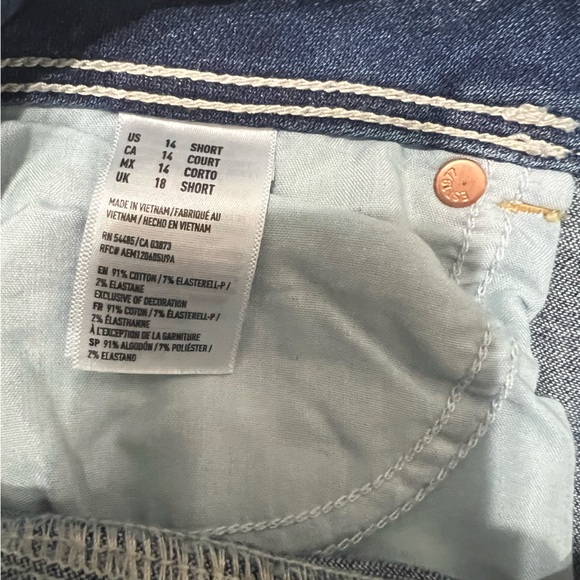 US 14 SHORT
CA 14 COURT
MX 14 CORTO
UK 18 SHORT
MADE IN VIETNAM/FABRIQUÉ AU
VIETNAM/HECHO EN VIETNAM
RN 54485/CA 03873
RFC# AEM120605U9A
EN 91% COTTON / 7% ELASTERELL-P /
2% ELASTANE
EXCLUSIVE OF DECORATION
FR 91% COTON / 7% ÉLASTERELL-P /
2% ÉLASTHANNE
À L'EXCEPTION DE LA GARNITURE
SP 91% ALGODÓN / 7% POLIÉSTER /
2% ELASTANO